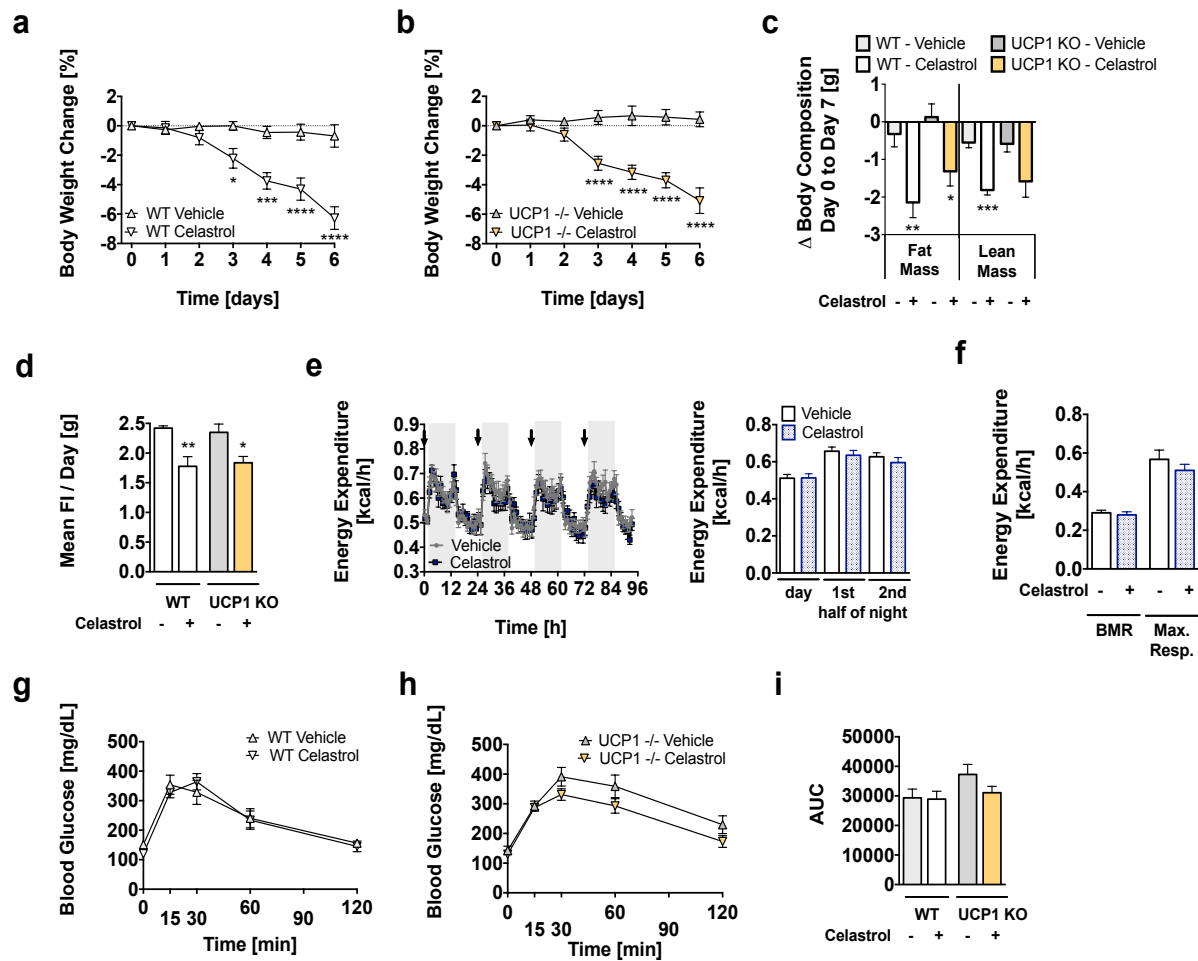 a
Body Weight Change [%]
2
0
-2
-4
-6
-8
*
***
****
****
WT Vehicle
WT Celastrol
0 1 2 3 4 5 6
Time [days]
b
Body Weight Change [%]
2
0
-2
-4
-6
-8
****
****
****
****
UCP1 -/- Vehicle
UCP1 -/- Celastrol
0 1 2 3 4 5 6
Time [days]
c
WT - Vehicle
UCP1 KO - Vehicle
WT - Celastrol
UCP1 KO - Celastrol
Δ Body Composition
Day 0 to Day 7 [g]
1
0
-1
-2
-3
**
*
***
Fat
Mass
Lean
Mass
Celastrol - + - + - + - +
d
Mean FI / Day [g]
2.5
2.0
1.5
1.0
0.5
0.0
**
*
WT UCP1 KO
Celastrol - + - +
e
Energy Expenditure
[kcal/h]
0.9
0.8
0.7
0.6
0.5
0.4
0.3
Vehicle
Celastrol
0 12 24 36 48 60 72 84 96
Time [h]
Energy Expenditure
[kcal/h]
0.8
0.6
0.4
0.2
0.0
Vehicle
Celastrol
day 1st 2nd
half of night
f
Energy Expenditure
[kcal/h]
0.8
0.6
0.4
0.2
0.0
- + - +
BMR Max.
Resp.
g
Blood Glucose [mg/dL]
500
400
300
200
100
0
WT Vehicle
WT Celastrol
0 15 30 60 90 120
Time [min]
h
Blood Glucose [mg/dL]
500
400
300
200
100
0
UCP1 -/- Vehicle
UCP1 -/- Celastrol
0 15 30 60 90 120
Time [min]
i
AUC
50000
40000
30000
20000
10000
0
WT UCP1 KO
Celastrol - + - +